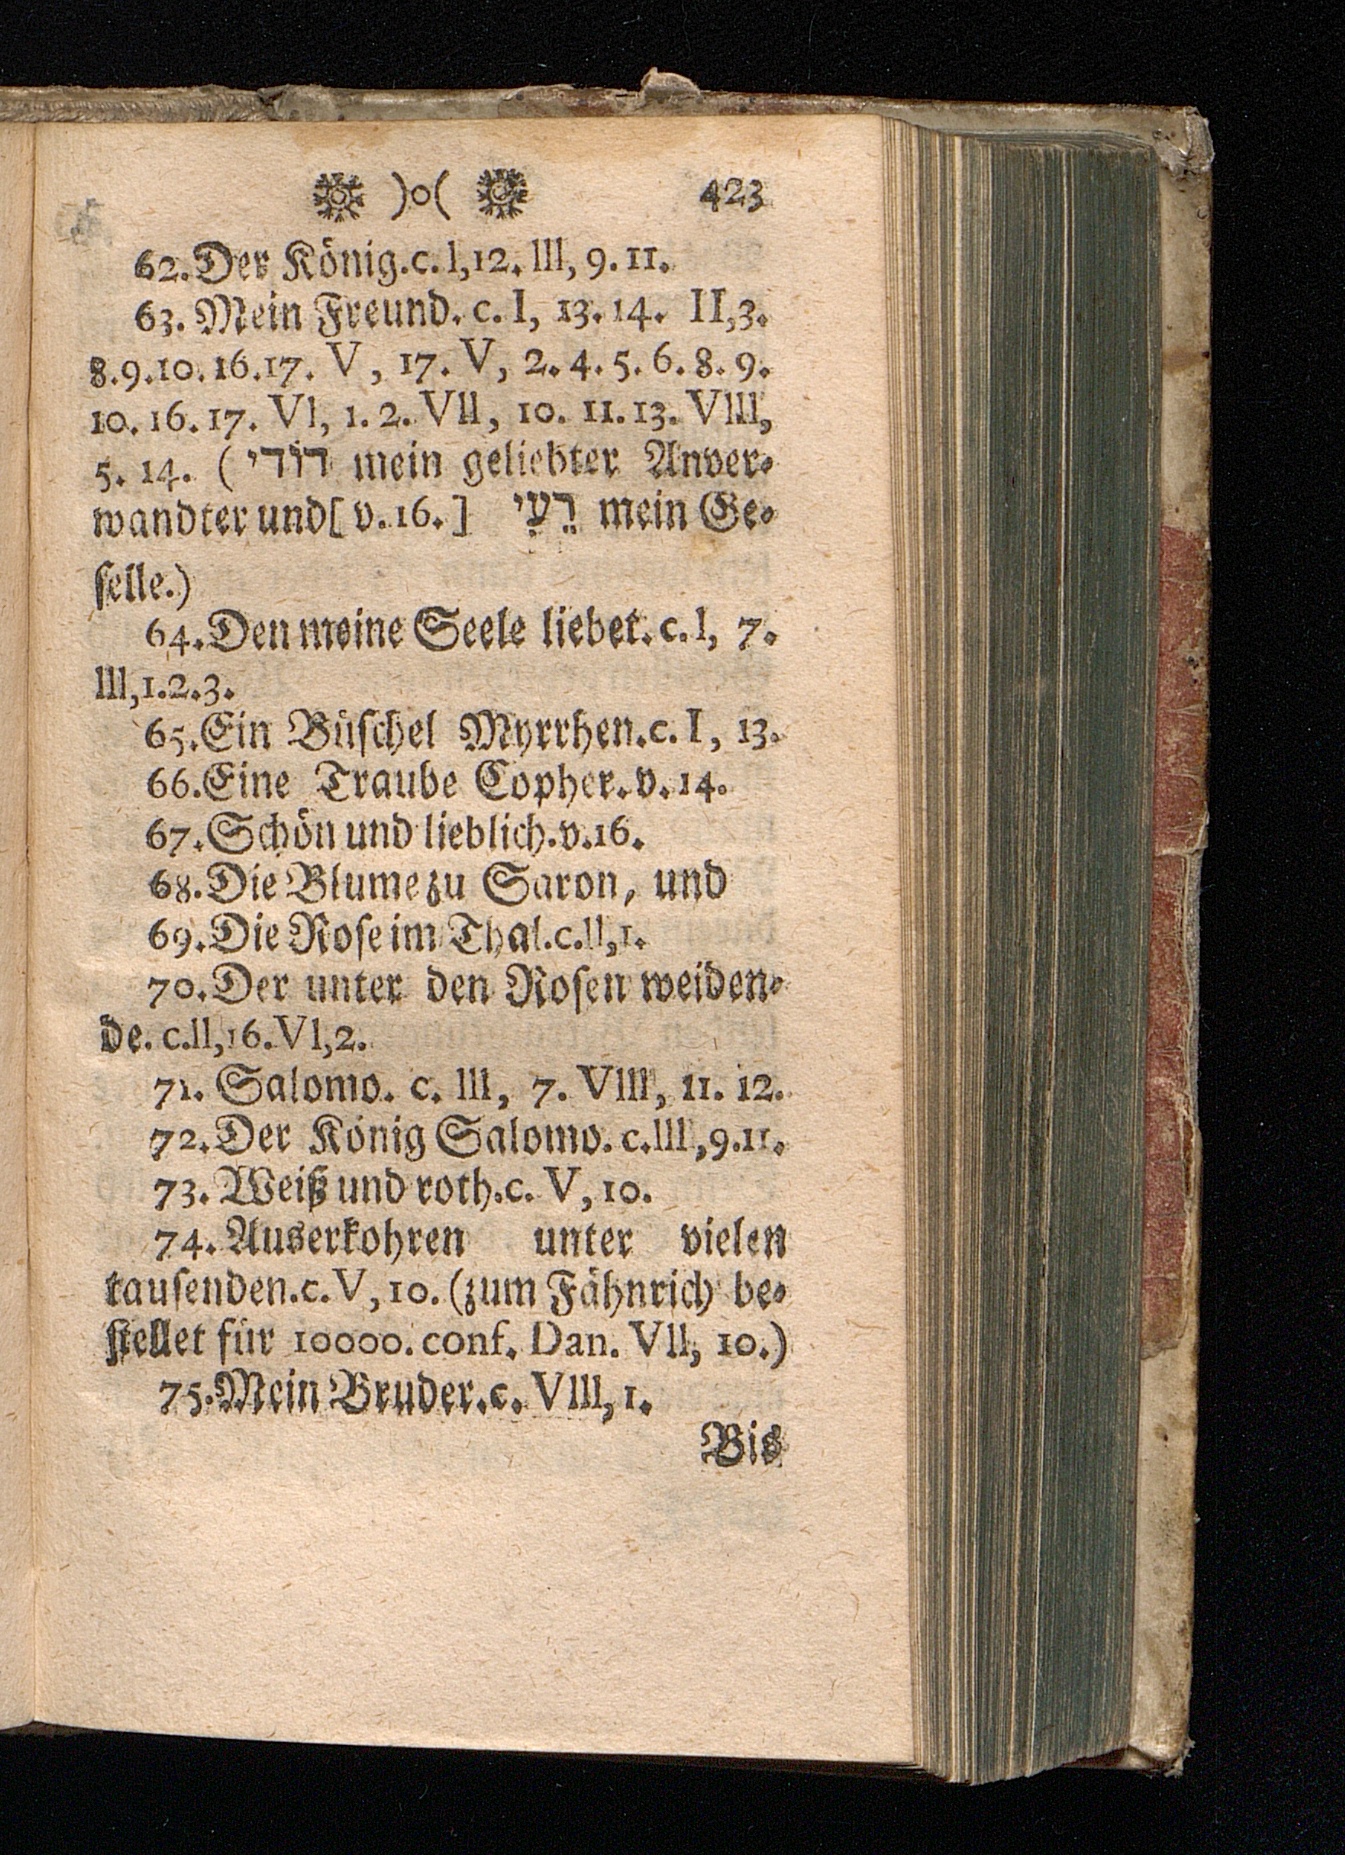 )o( 423
62. Der König. c. I, 12. III, 9. 11.
63. Mein Freund. c. I, 13. 14. II, 3.
8. 9. 10. 16. 17. V, 17. V, 2. 4. 5. 6. 8. 9.
10. 16. 17. VI, 1. 2. VII, 10. 11. 13. VIII,
5. 14. (דּוֹדִי mein geliebter Anver-
wandter und [v. 16.] רֵעִי mein Ge-
selle.)
64. Den meine Seele liebet. c. I, 7.
III, 1. 2. 3.
65. Ein Büschel Myrrhen. c. I, 13.
66. Eine Traube Copher. v. 14.
67. Schön und lieblich. v. 16.
68. Die Blume zu Saron, und
69. Die Rose im Thal. c. II, 1.
70. Der unter den Rosen weiden-
de. c. II, 16. VI, 2.
71. Salomo. c. III, 7. VIII, 11. 12.
72. Der König Salomo. c. III, 9. 11.
73. Weiß und roth. c. V, 10.
74. Auserkohren unter vielen
tausenden. c. V, 10. (zum Fähnrich be-
stellet für 10000. conf. Dan. VII, 10.)
75. Mein Bruder. c. VIII, 1.
Bis